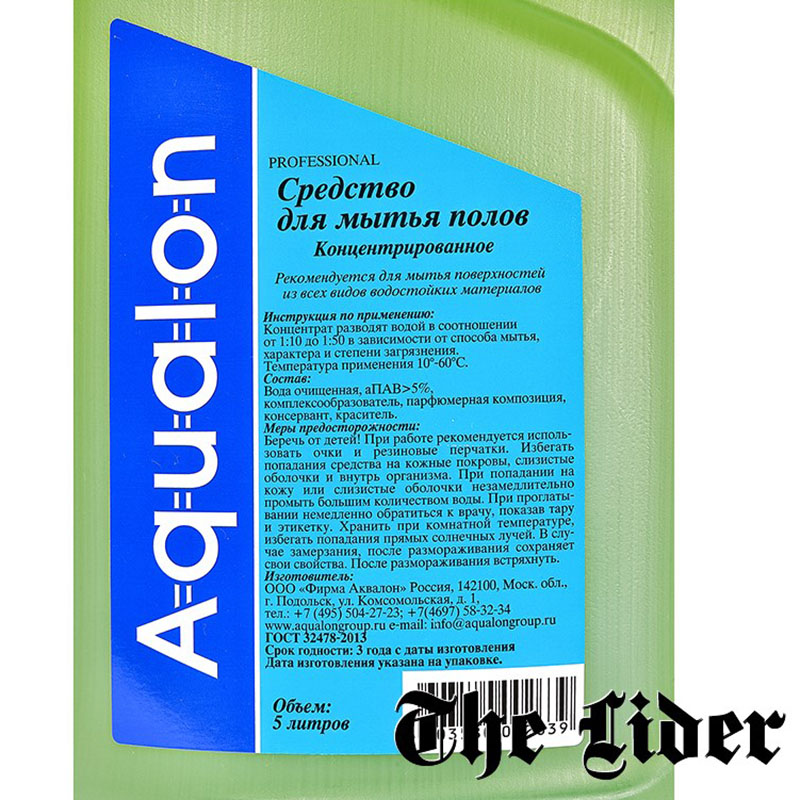 A=q=u=a=l=o=n
PROFESSIONAL
Средство
для мытья полов
Концентрированное
Рекомендуется для мытья поверхностей
из всех видов водостойких материалов
Инструкция по применению:
Концентрат разводят водой в соотношении
от 1:10 до 1:50 в зависимости от способа мытья,
характера и степени загрязнения.
Температура применения 10°-60°С.
Состав:
Вода очищенная, аПАВ>5%,
комплексообразователь, парфюмерная композиция,
консервант, краситель.
Меры предосторожности:
Беречь от детей! При работе рекомендуется исполь-
зовать очки и резиновые перчатки. Избегать
попадания средства на кожные покровы, слизистые
оболочки и внутрь организма. При попадании на
кожу или слизистые оболочки незамедлительно
промыть большим количеством воды. При проглаты-
вании немедленно обратиться к врачу, показав тару
и этикетку. Хранить при комнатной температуре,
избегать попадания прямых солнечных лучей. В слу-
чае замерзания, после размораживания сохраняет
свои свойства. После размораживания встряхнуть.
Изготовитель:
ООО «Фирма Аквалон» Россия, 142100, Моск. обл.,
г. Подольск, ул. Комсомольская, д. 1,
тел.: +7 (495) 504-27-23; +7(4697) 58-32-34
www.aqualongroup.ru e-mail: info@aqualongroup.ru
ГОСТ 32478-2013
Срок годности: 3 года с даты изготовления
Дата изготовления указана на упаковке.
Объем:
5 литров
The Lider